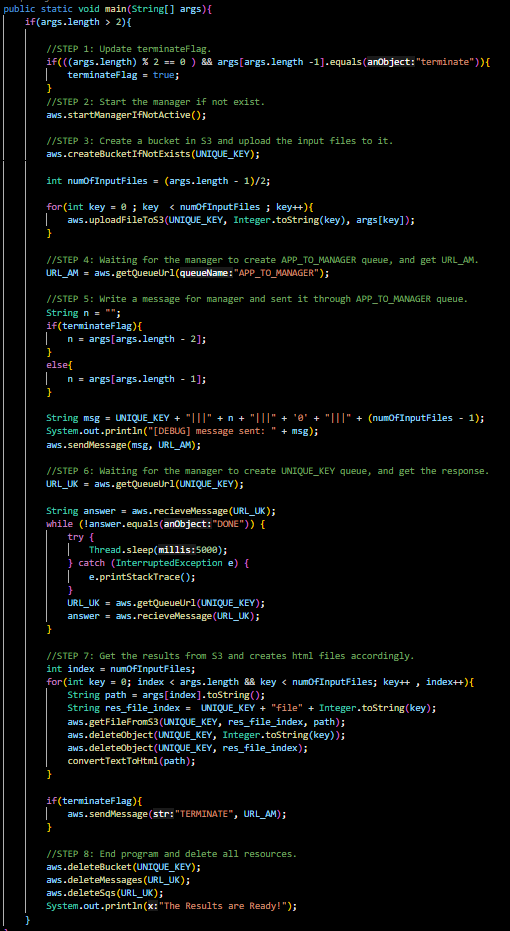 public static void main(String[] args){
if(args.length > 2){
//STEP 1: Update terminateFlag.
if(((args.length) % 2 == 0 ) && args[args.length -1].equals(anObject:"terminate")){
terminateFlag = true;
}
//STEP 2: Start the manager if not exist.
aws.startManagerIfNotActive();
//STEP 3: Create a bucket in S3 and upload the input files to it.
aws.createBucketIfNotExists(UNIQUE_KEY);
int numOfInputFiles = (args.length - 1)/2;
for(int key = 0 ; key  < numOfInputFiles ; key++){
aws.uploadFileToS3(UNIQUE_KEY, Integer.toString(key), args[key]);
}
//STEP 4: Waiting for the manager to create APP_TO_MANAGER queue, and get URL_AM.
URL_AM = aws.getQueueUrl(queueName:"APP_TO_MANAGER");
//STEP 5: Write a message for manager and sent it through APP_TO_MANAGER queue.
String n = "";
if(terminateFlag){
n = args[args.length - 2];
}
else{
n = args[args.length - 1];
}
String msg = UNIQUE_KEY + "|||" + n + "|||" + '0' + "|||" + (numOfInputFiles - 1);
System.out.println("[DEBUG] message sent: " + msg);
aws.sendMessage(msg, URL_AM);
//STEP 6: Waiting for the manager to create UNIQUE_KEY queue, and get the response.
URL_UK = aws.getQueueUrl(UNIQUE_KEY);
String answer = aws.recieveMessage(URL_UK);
while (!answer.equals(anObject:"DONE")) {
try {
Thread.sleep(millis:5000);
} catch (InterruptedException e) {
e.printStackTrace();
}
URL_UK = aws.getQueueUrl(UNIQUE_KEY);
answer = aws.recieveMessage(URL_UK);
}
//STEP 7: Get the results from S3 and creates html files accordingly.
int index = numOfInputFiles;
for(int key = 0; index < args.length && key < numOfInputFiles; key++ , index++){
String path = args[index].toString();
String res_file_index =  UNIQUE_KEY + "file" + Integer.toString(key);
aws.getFileFromS3(UNIQUE_KEY, res_file_index, path);
aws.deleteObject(UNIQUE_KEY, Integer.toString(key));
aws.deleteObject(UNIQUE_KEY, res_file_index);
convertTextToHtml(path);
}
if(terminateFlag){
aws.sendMessage(str:"TERMINATE", URL_AM);
}
//STEP 8: End program and delete all resources.
aws.deleteBucket(UNIQUE_KEY);
aws.deleteMessages(URL_UK);
aws.deleteSqs(URL_UK);
System.out.println(x:"The Results are Ready!");
}